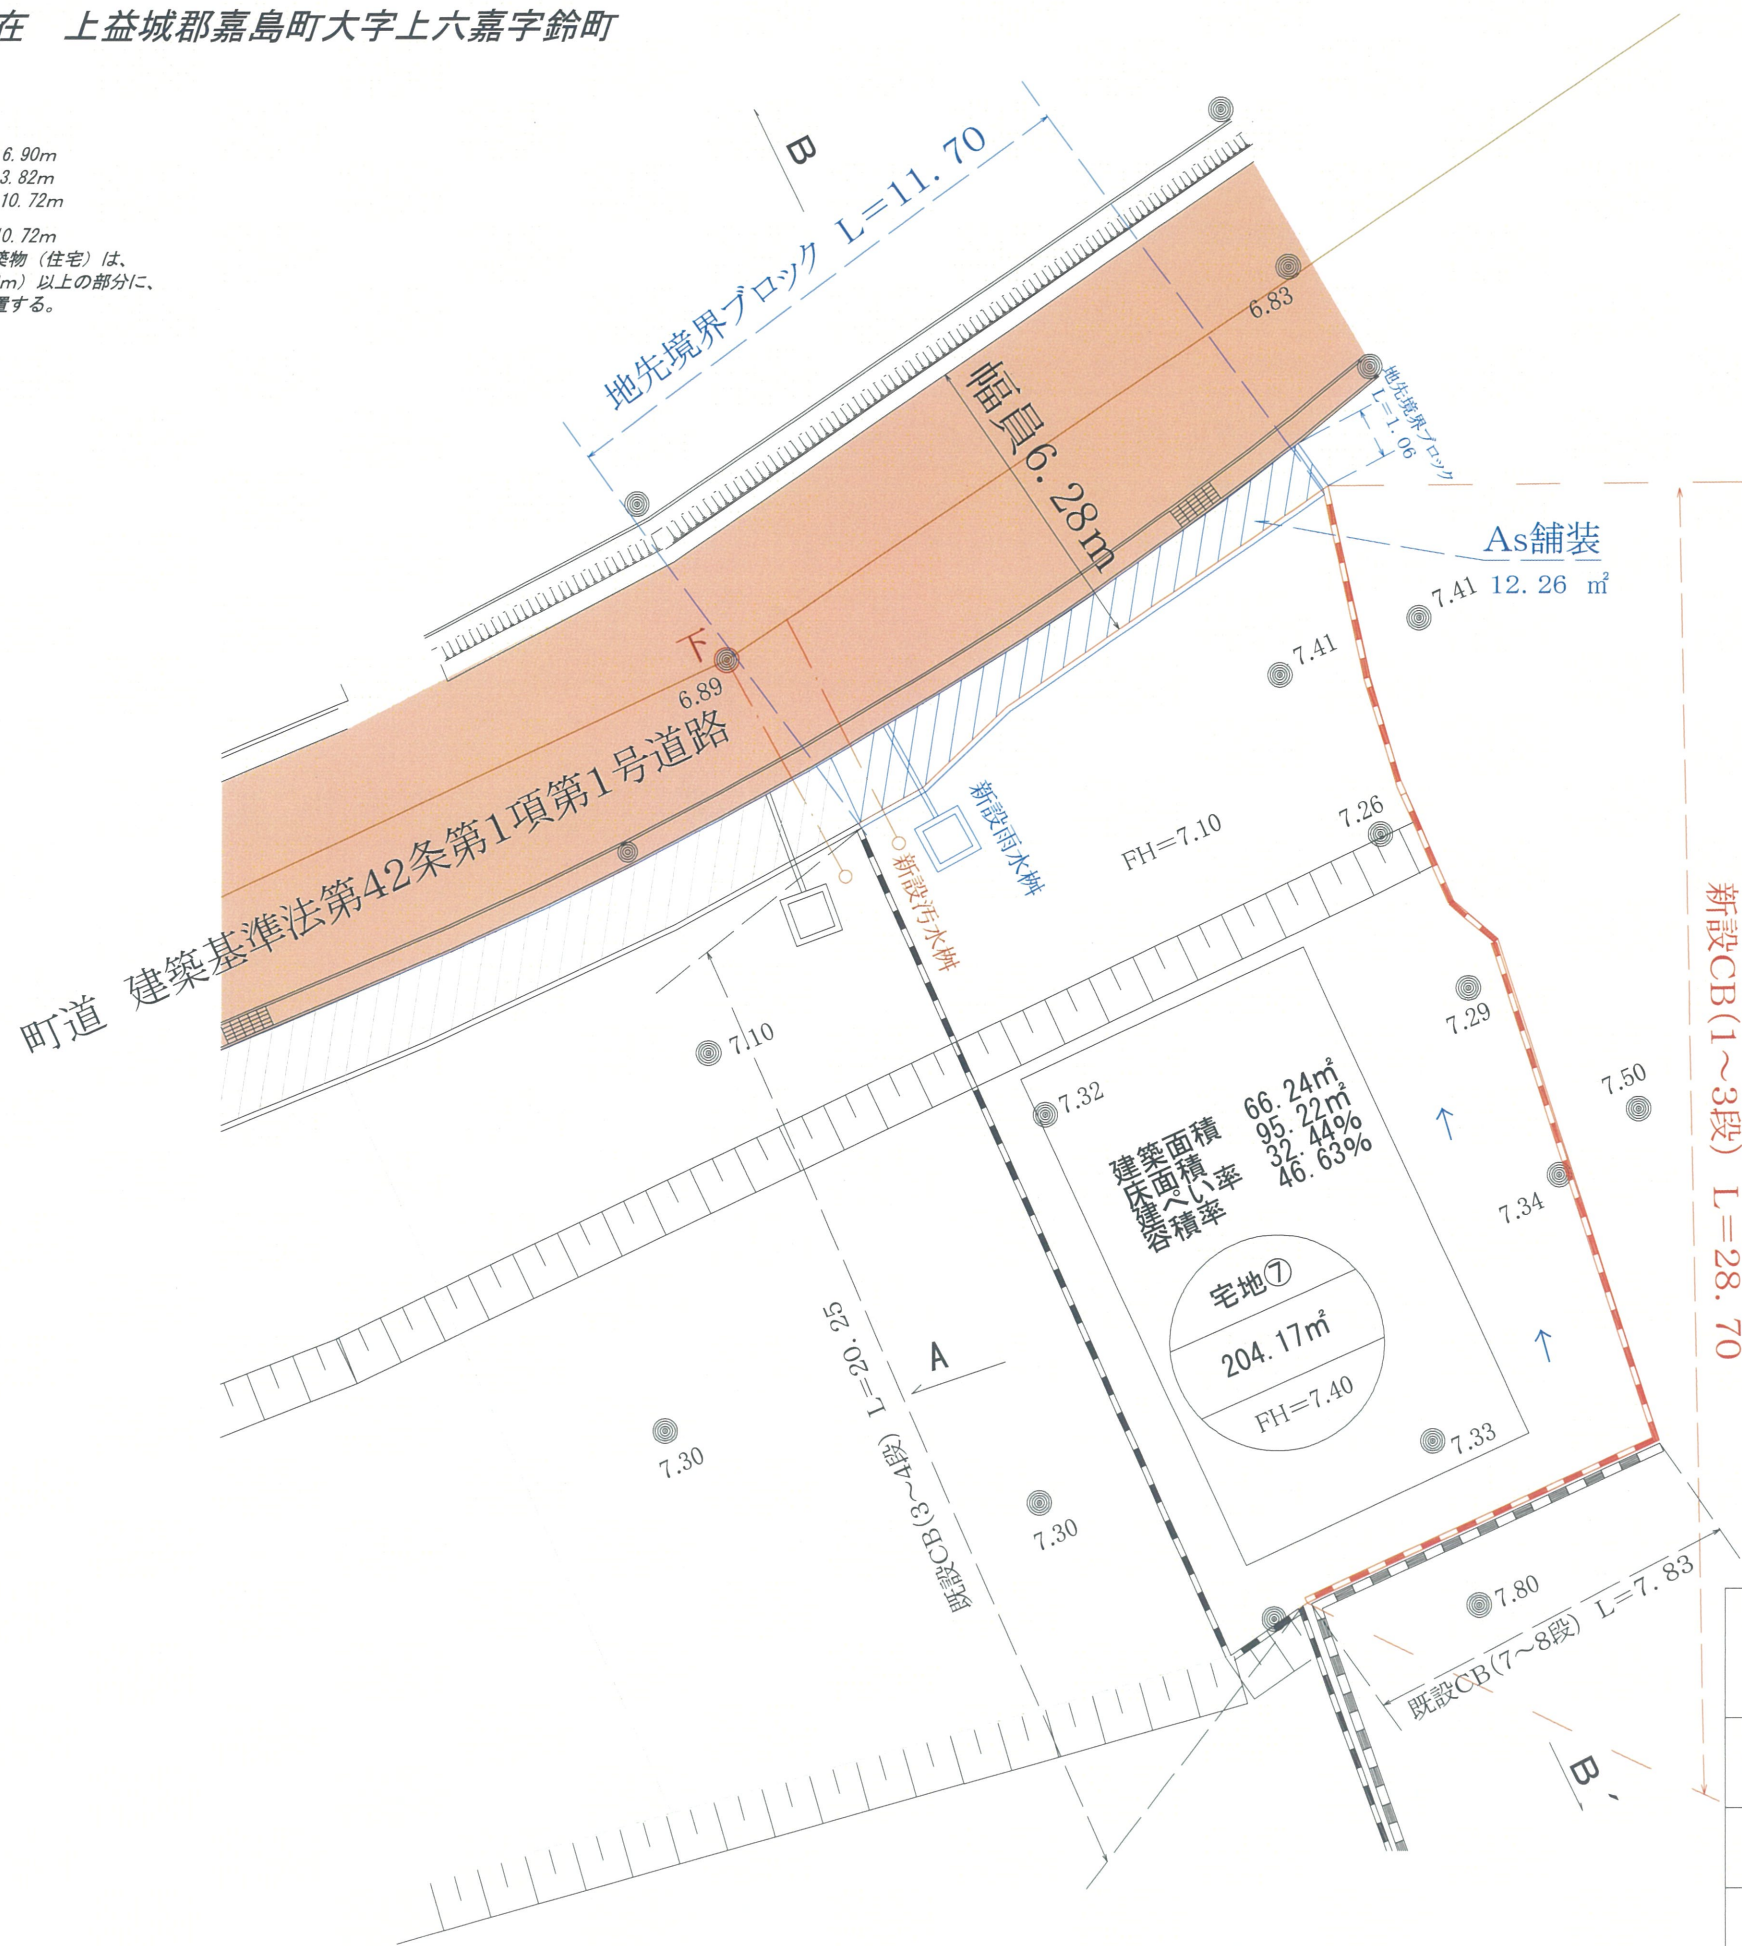 在　上益城郡嘉島町大字上六嘉字鈴町
6.90m
3.82m
10.72m
0.72m
築物（住宅）は、
m）以上の部分に、
置する。
B
地先境界ブロック L=11.70
6.83
幅員6.28m
地先境界ブロック
L=1.06
As舗装
12.26 ㎡
7.41
7.41
下
6.89
町道 建築基準法第42条第1項第1号道路
新設雨水桝
新設汚水桝
FH=7.10
7.26
7.10
7.29
7.32
7.50
7.34
新設CB(1～3段) L=28.70
建築面積 66.24㎡
床面積 95.22㎡
建ぺい率 32.44%
容積率 46.63%
宅地⑦
204.17㎡
FH=7.40
A
既設CB(3～4段) L=20.25
7.30
7.33
7.30
7.80
既設CB(7～8段) L=7.83
B′